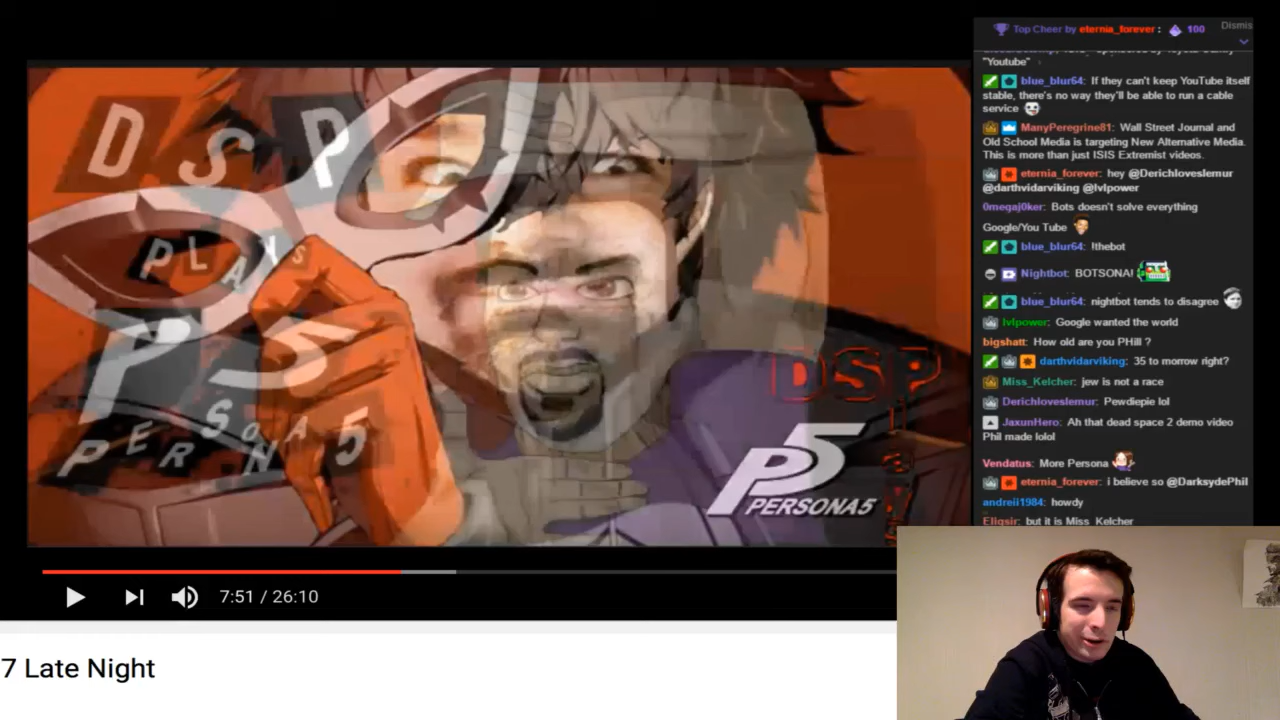 Top Cheer by eternia_forever : 100
Dismis
"Youtube"
blue_blur64: If they can't keep YouTube itself
stable, there's no way they'll be able to run a cable
service
ManyPeregrine81: Wall Street Journal and
Old School Media is targeting New Alternative Media.
This is more than just ISIS Extremist videos.
eternia_forever: hey @Derichloveslemur
@darthvidarviking @lvlpower
0megaj0ker: Bots doesn't solve everything
Google/You Tube
blue_blur64: !thebot
Nightbot: BOTSONA!
blue_blur64: nightbot tends to disagree
lvlpower: Google wanted the world
bigshatt: How old are you PHill ?
darthvidarviking: 35 to morrow right?
Miss_Kelcher: jew is not a race
Derichloveslemur: Pewdiepie lol
JaxunHero: Ah that dead space 2 demo video
Phil made lolol
Vendatus: More Persona
eternia_forever: i believe so @DarksydePhil
andreii1984: howdy
Eligsir: but it is Miss_Kelcher
DSP
PLAYS
P5
PERSONA5
DSP
P5
PERSONA5
7:51 / 26:10
7 Late Night